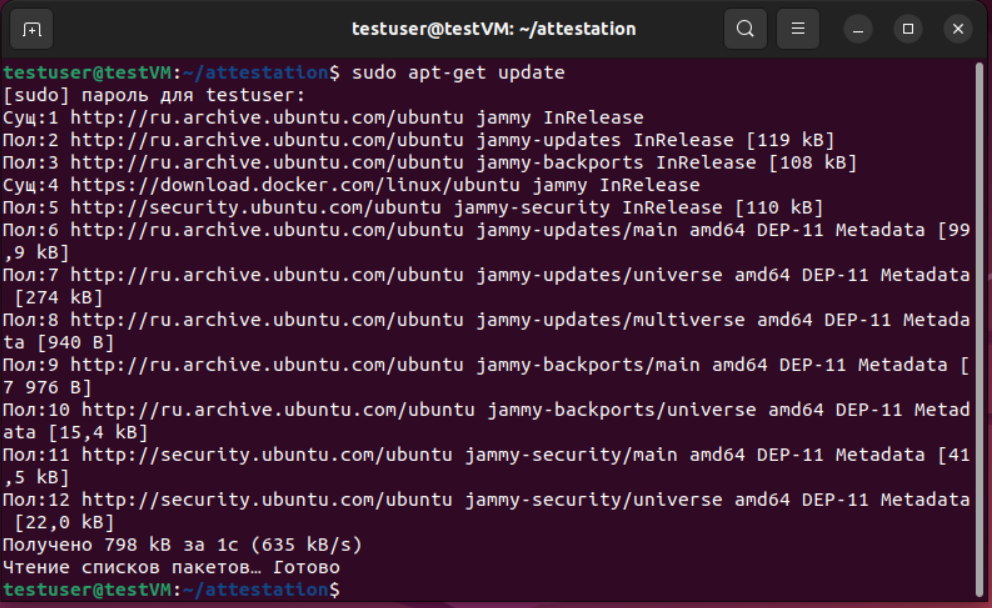 testuser@testVM: ~/attestation
testuser@testVM:~/attestation$ sudo apt-get update
[sudo] пароль для testuser:
Сущ:1 http://ru.archive.ubuntu.com/ubuntu jammy InRelease
Пол:2 http://ru.archive.ubuntu.com/ubuntu jammy-updates InRelease [119 kB]
Пол:3 http://ru.archive.ubuntu.com/ubuntu jammy-backports InRelease [108 kB]
Сущ:4 https://download.docker.com/linux/ubuntu jammy InRelease
Пол:5 http://security.ubuntu.com/ubuntu jammy-security InRelease [110 kB]
Пол:6 http://ru.archive.ubuntu.com/ubuntu jammy-updates/main amd64 DEP-11 Metadata [99
,9 kB]
Пол:7 http://ru.archive.ubuntu.com/ubuntu jammy-updates/universe amd64 DEP-11 Metadata
 [274 kB]
Пол:8 http://ru.archive.ubuntu.com/ubuntu jammy-updates/multiverse amd64 DEP-11 Metada
ta [940 B]
Пол:9 http://ru.archive.ubuntu.com/ubuntu jammy-backports/main amd64 DEP-11 Metadata [
7 976 B]
Пол:10 http://ru.archive.ubuntu.com/ubuntu jammy-backports/universe amd64 DEP-11 Metad
ata [15,4 kB]
Пол:11 http://security.ubuntu.com/ubuntu jammy-security/main amd64 DEP-11 Metadata [41
,5 kB]
Пол:12 http://security.ubuntu.com/ubuntu jammy-security/universe amd64 DEP-11 Metadata
 [22,0 kB]
Получено 798 kB за 1с (635 kB/s)
Чтение списков пакетов… Готово
testuser@testVM:~/attestation$